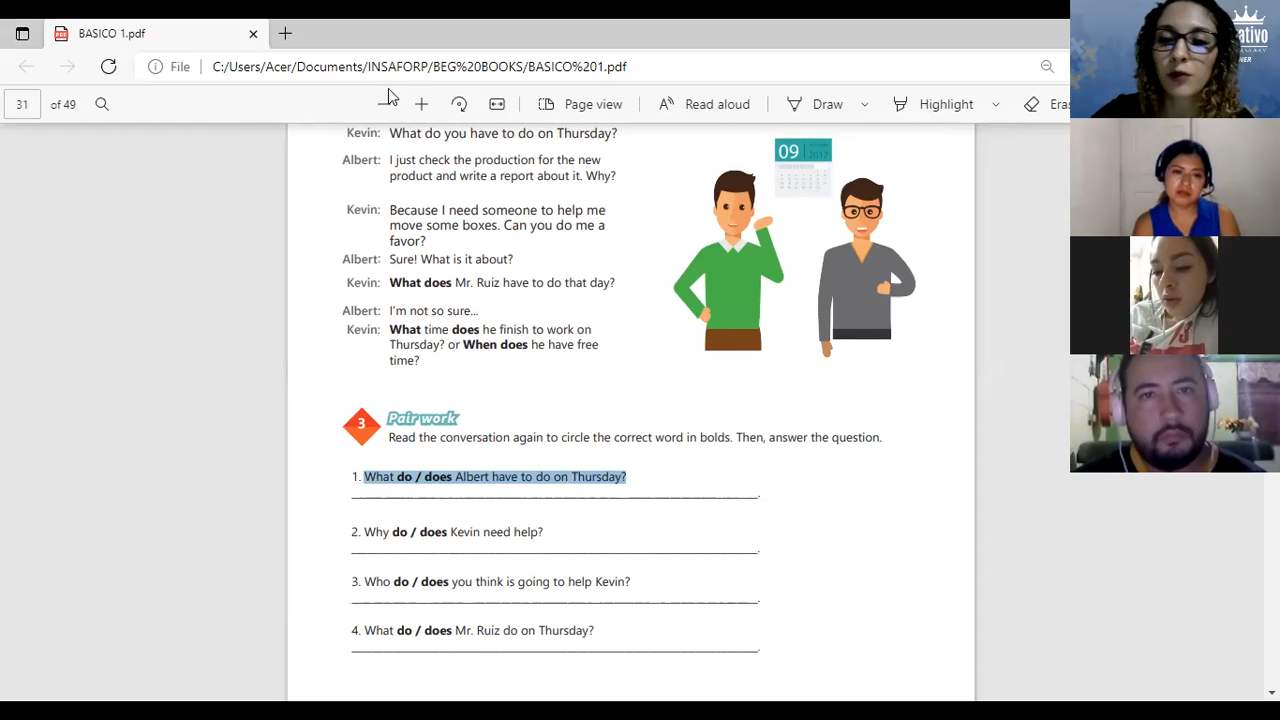 BASICO 1.pdf
File
C:/Users/Acer/Documents/INSAFORP/BEG%20BOOKS/BASICO%201.pdf
31 of 49
Page view
Read aloud
Draw
Highlight
Kevin: What do you have to do on Thursday?
Albert: I just check the production for the new
product and write a report about it. Why?
Kevin: Because I need someone to help me
move some boxes. Can you do me a
favor?
Albert: Sure! What is it about?
Kevin: What does Mr. Ruiz have to do that day?
Albert: I'm not so sure...
Kevin: What time does he finish to work on
Thursday? or When does he have free
time?
09
2017
3
Pair work
Read the conversation again to circle the correct word in bolds. Then, answer the question.
1. What do / does Albert have to do on Thursday?
2. Why do / does Kevin need help?
3. Who do / does you think is going to help Kevin?
4. What do / does Mr. Ruiz do on Thursday?